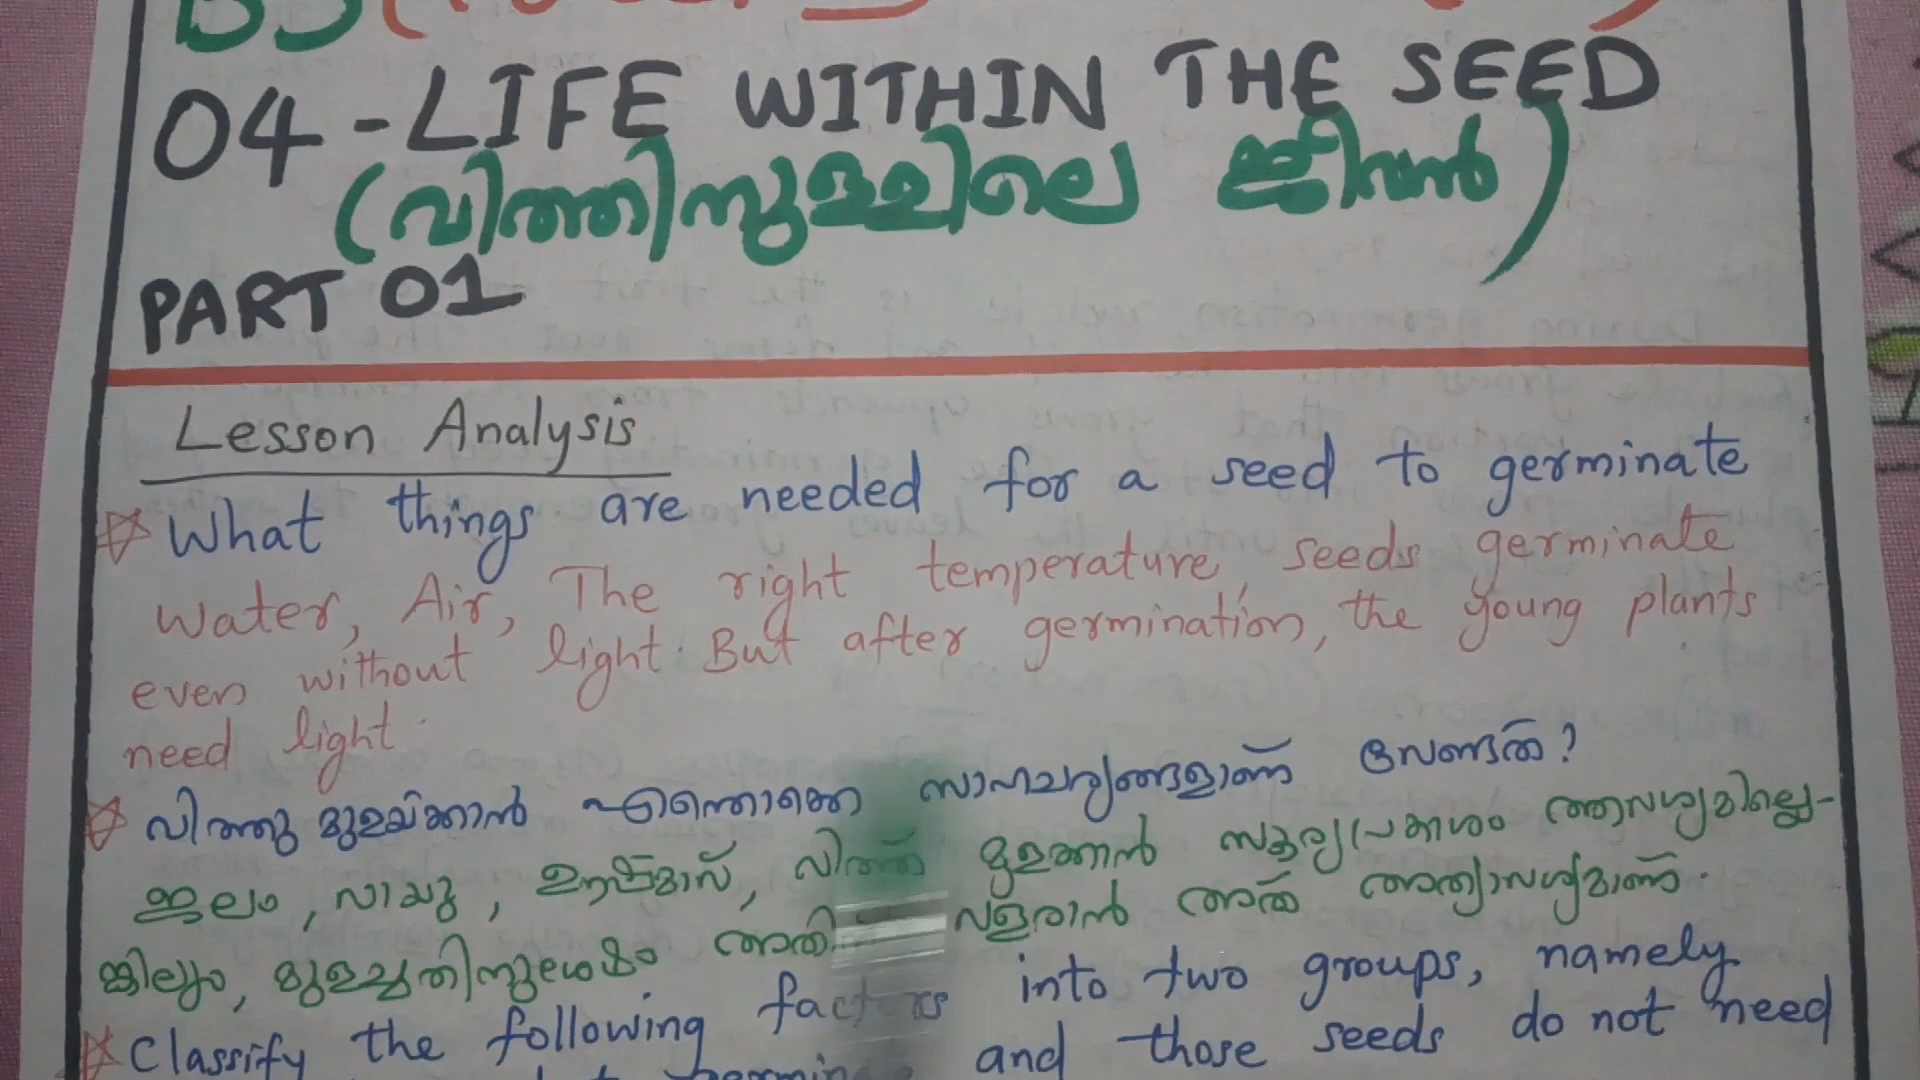 04 - LIFE WITHIN THE SEED
(വിത്തിനുള്ളിലെ ജീവൻ)
PART 01
Lesson Analysis
What things are needed for a seed to germinate
Water, Air, The right temperature, seeds germinate
even without light. But after germination, the young plants
need light.
വിത്തു മുളയ്ക്കാൻ എന്തൊക്കെ സാഹചര്യങ്ങളാണ് വേണ്ടത്?
ജലം, വായു, ഊഷ്മാവ്, വിത്ത് മുളക്കാൻ സൂര്യപ്രകാശം ആവശ്യമില്ലെ-
ങ്കിലും, മുളച്ചതിനുശേഷം വളരാൻ അത് അത്യാവശ്യമാണ്.
Classify the following factors into two groups, namely
and those seeds do not need